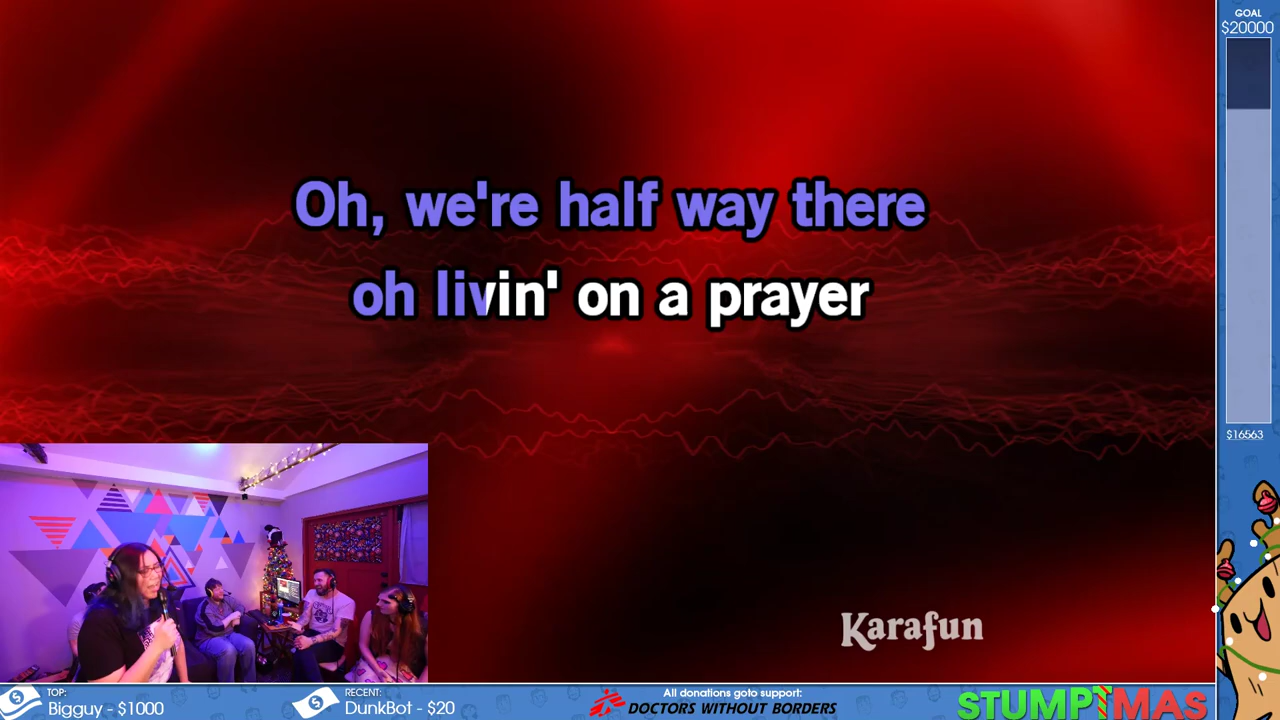 GOAL
$20000
Oh, we're half way there
oh livin' on a prayer
$16563
Karafun
TOP:
Bigguy - $1000
RECENT:
DunkBot - $20
All donations goto support:
DOCTORS WITHOUT BORDERS
STUMPTMAS